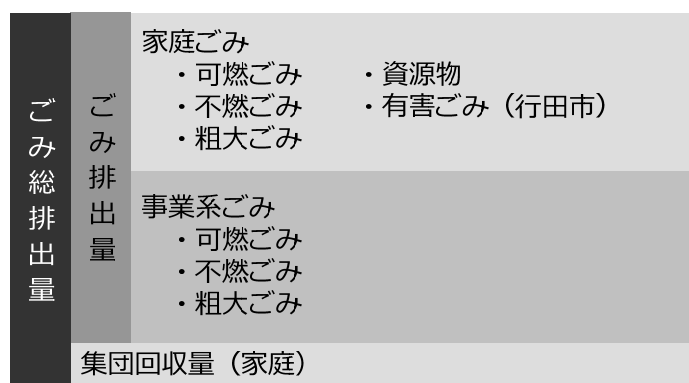 ごみ総排出量
ごみ排出量
家庭ごみ
・可燃ごみ ・資源物
・不燃ごみ ・有害ごみ（行田市）
・粗大ごみ
事業系ごみ
・可燃ごみ
・不燃ごみ
・粗大ごみ
集団回収量（家庭）